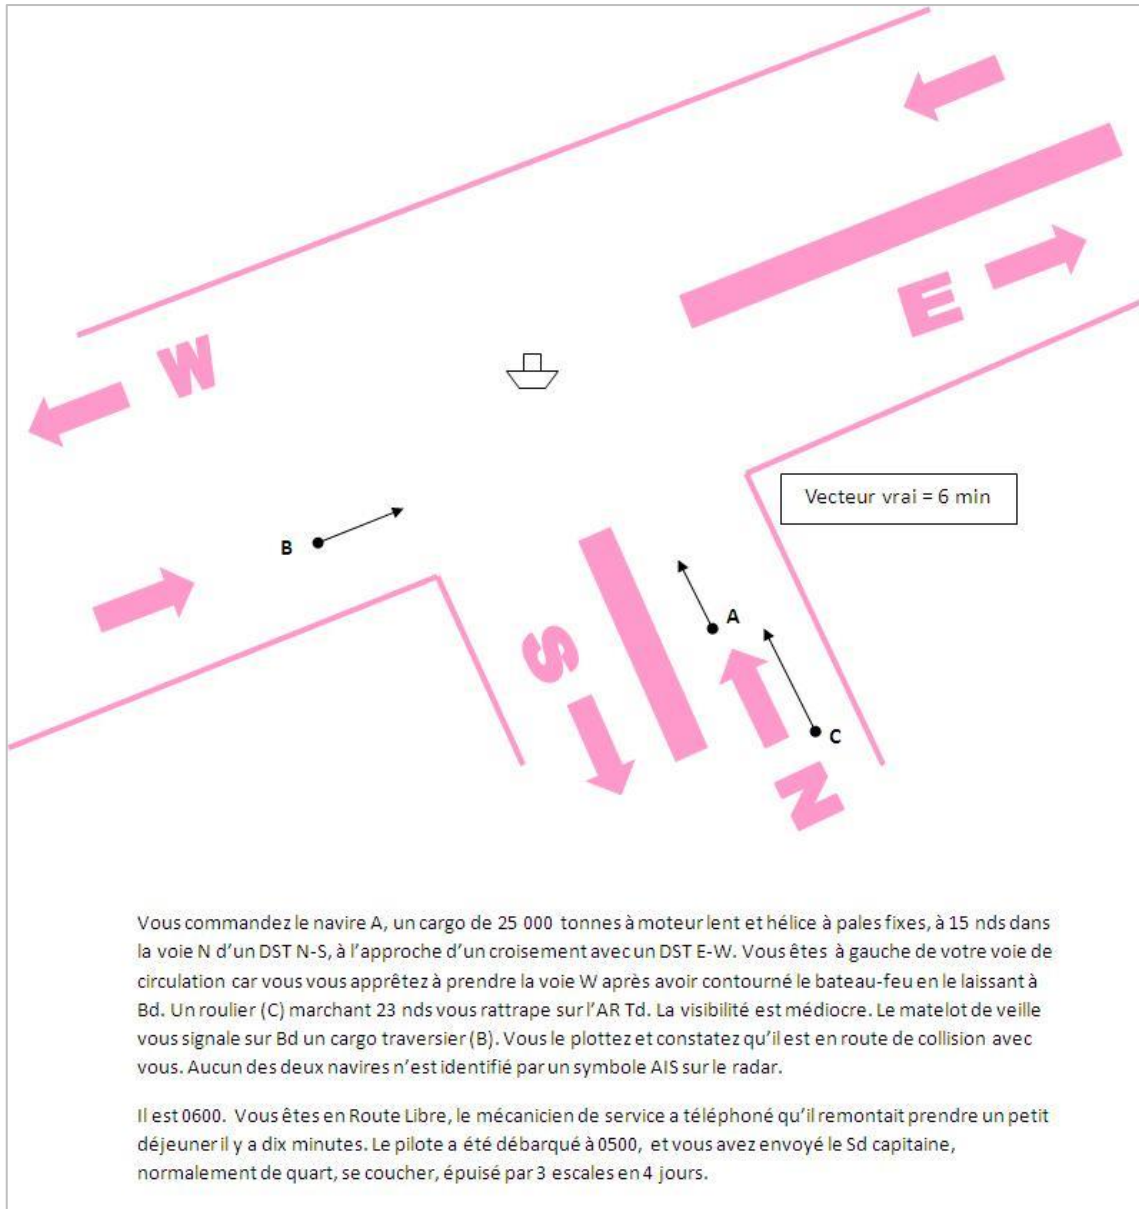 W
E
Vecteur vrai = 6 min
B
A
S
C
N
Vous commandez le navire A, un cargo de 25 000 tonnes à moteur lent et hélice à pales fixes, à 15 nds dans
la voie N d'un DST N-S, à l'approche d'un croisement avec un DST E-W. Vous êtes à gauche de votre voie de
circulation car vous vous apprêtez à prendre la voie W après avoir contourné le bateau-feu en le laissant à
Bd. Un roulier (C) marchant 23 nds vous rattrape sur l'AR Td. La visibilité est médiocre. Le matelot de veille
vous signale sur Bd un cargo traversier (B). Vous le plottez et constatez qu'il est en route de collision avec
vous. Aucun des deux navires n'est identifié par un symbole AIS sur le radar.
Il est 0600. Vous êtes en Route Libre, le mécanicien de service a téléphoné qu'il remontait prendre un petit
déjeuner il y a dix minutes. Le pilote a été débarqué à 0500, et vous avez envoyé le Sd capitaine,
normalement de quart, se coucher, épuisé par 3 escales en 4 jours.